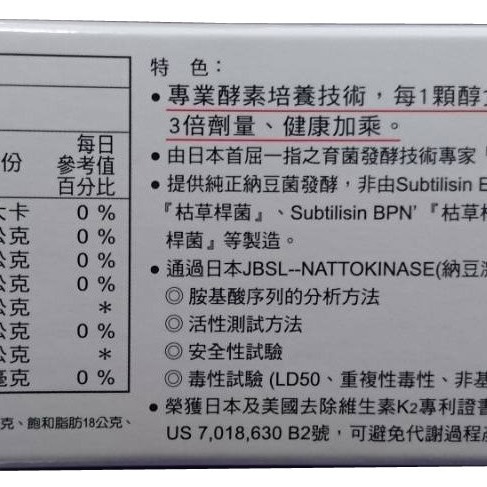 每日
參考值
份 百分比
大卡 0 %
公克 0 %
公克 0 %
公克 0 %
公克 *
公克 0 %
公克 *
毫克 0 %
克、飽和脂肪18公克、
特 色：
• 專業酵素培養技術，每1顆醇
3倍劑量、健康加乘。
• 由日本首屈一指之育菌發酵技術專家
• 提供純正納豆菌發酵，非由Subtilisin B
『枯草桿菌』、Subtilisin BPN' 『枯草
桿菌』等製造。
• 通過日本JBSL--NATTOKINASE(納豆激
◎ 胺基酸序列的分析方法
◎ 活性測試方法
◎ 安全性試驗
◎ 毒性試驗 (LD50、重複性毒性、非基
• 榮獲日本及美國去除維生素K2專利證書
US 7,018,630 B2號，可避免代謝過程產